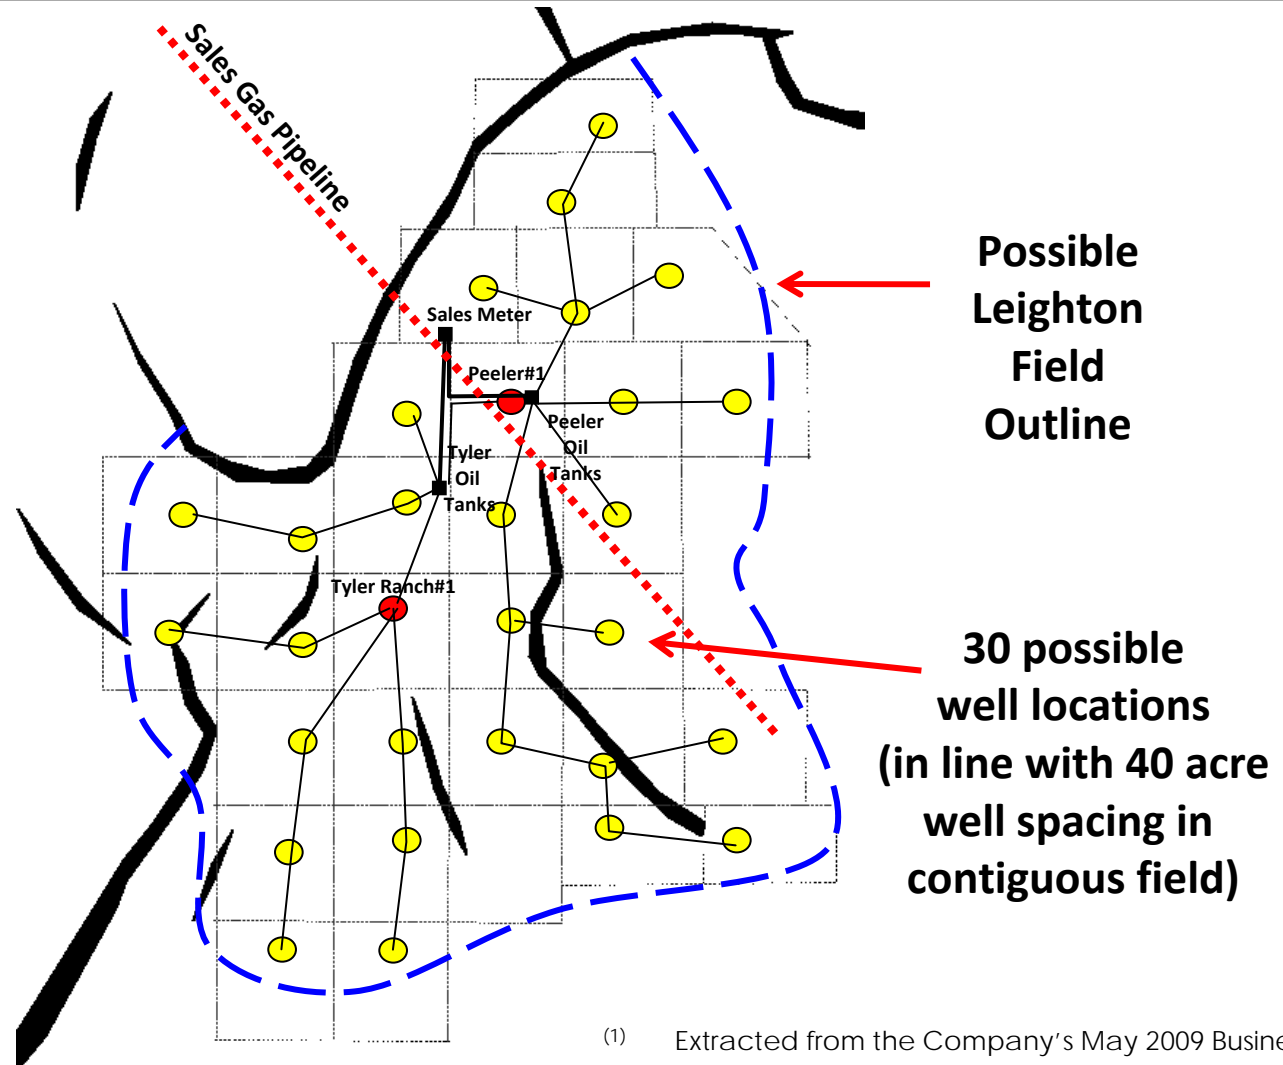 Sales Gas Pipeline
Possible
Leighton
Field
Outline
Sales Meter
Peeler#1
Peeler
Oil
Tanks
Tyler
Oil
Tanks
Tyler Ranch#1
30 possible
well locations
(in line with 40 acre
well spacing in
contiguous field)
(1) Extracted from the Company's May 2009 Busine